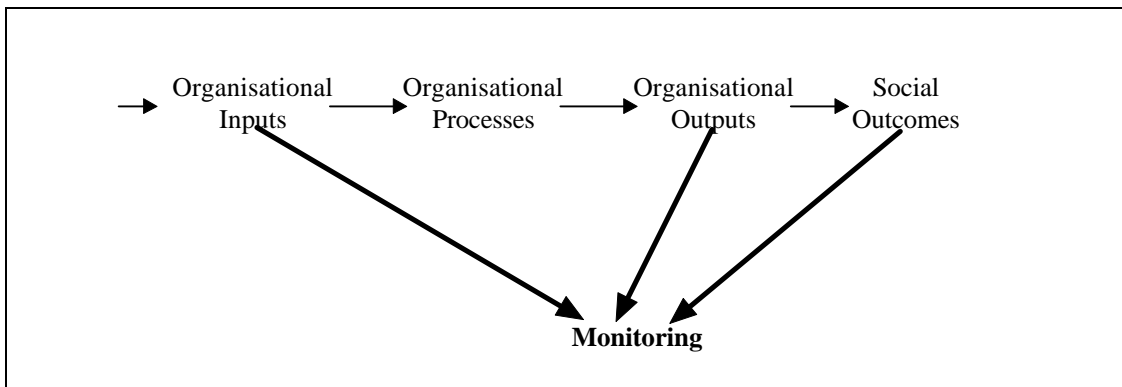 Organisational
Inputs
Organisational
Processes
Organisational
Outputs
Social
Outcomes
Monitoring